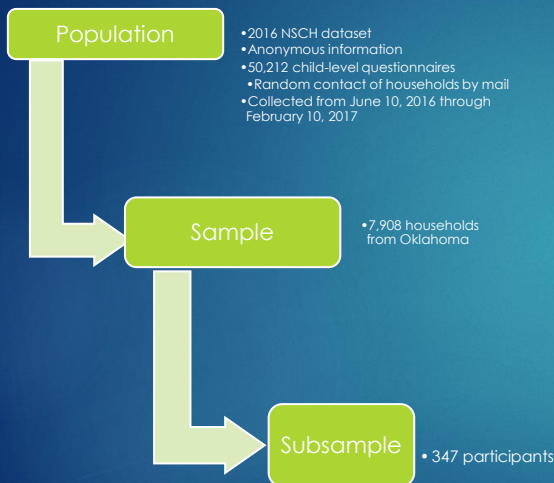 Population
•2016 NSCH dataset
•Anonymous information
•50,212 child-level questionnaires
•Random contact of households by mail
•Collected from June 10, 2016 through
February 10, 2017
Sample
•7,908 households
from Oklahoma
Subsample
• 347 participants